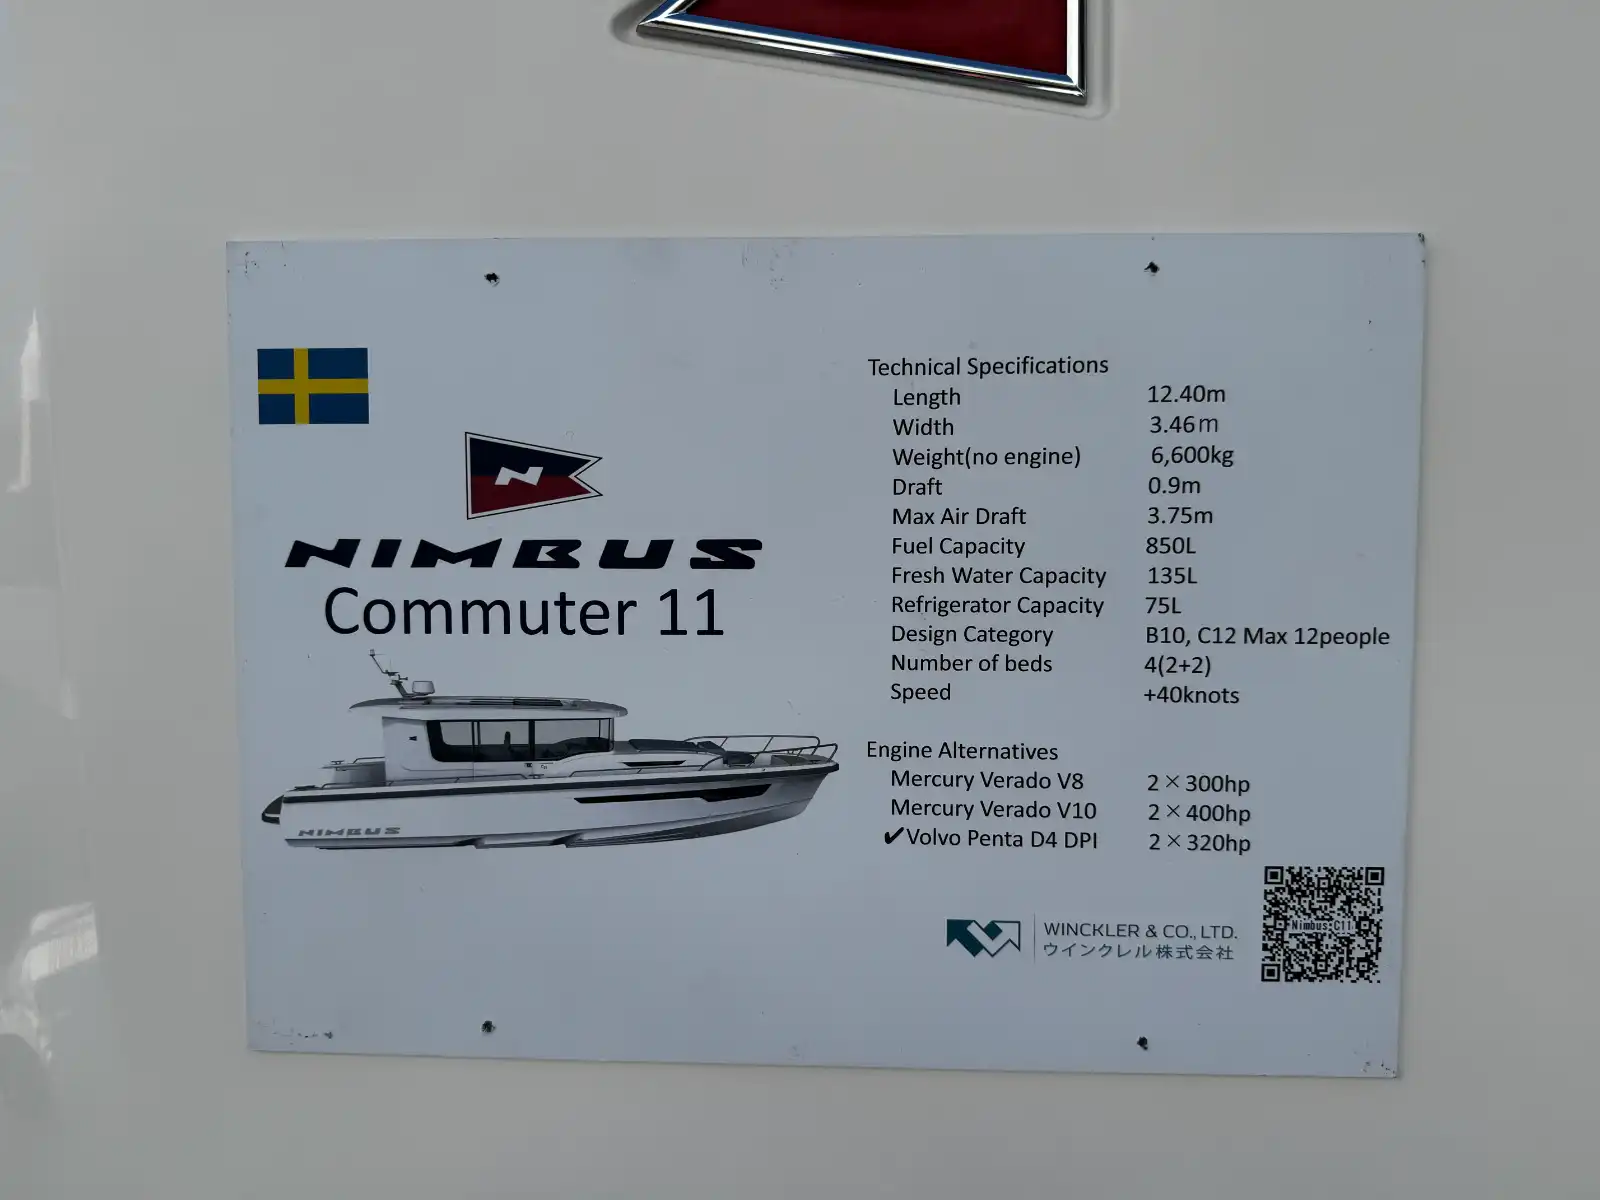 NIMBUS
Commuter 11
NIMBUS
Technical Specifications
Length 12.40m
Width 3.46m
Weight(no engine) 6,600kg
Draft 0.9m
Max Air Draft 3.75m
Fuel Capacity 850L
Fresh Water Capacity 135L
Refrigerator Capacity 75L
Design Category B10, C12 Max 12people
Number of beds 4(2+2)
Speed +40knots
Engine Alternatives
Mercury Verado V8 2×300hp
Mercury Verado V10 2×400hp
✔Volvo Penta D4 DPI 2×320hp
WINCKLER & CO., LTD.
ウインクレル株式会社
Nimbus C11